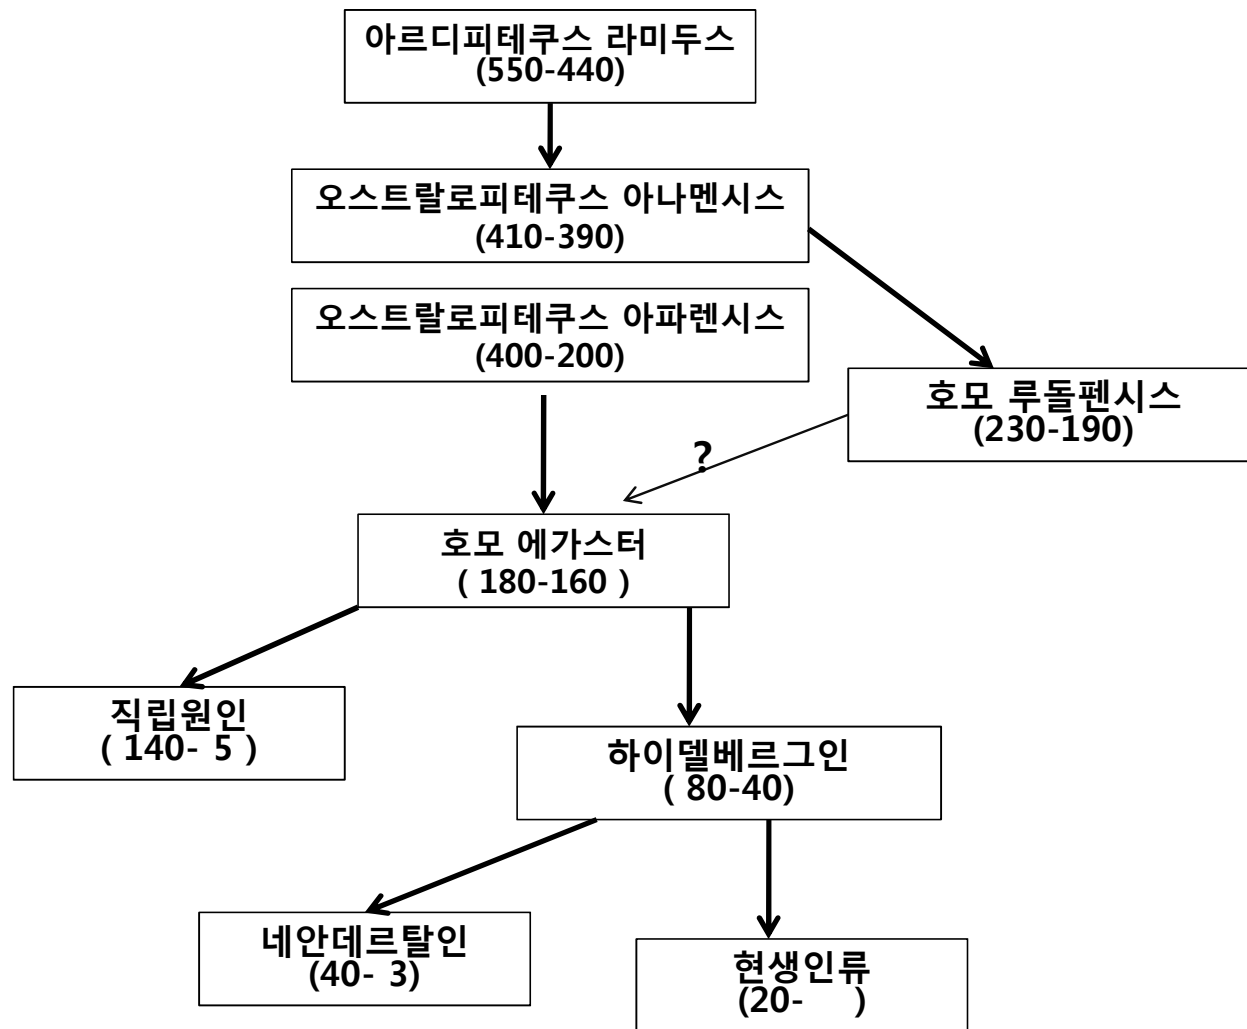 아르디피테쿠스 라미두스
(550-440)
오스트랄로피테쿠스 아나멘시스
(410-390)
오스트랄로피테쿠스 아파렌시스
(400-200)
호모 루돌펜시스
(230-190)
?
호모 에가스터
( 180-160 )
직립원인
( 140- 5 )
하이델베르그인
( 80-40)
네안데르탈인
(40- 3)
현생인류
(20-    )